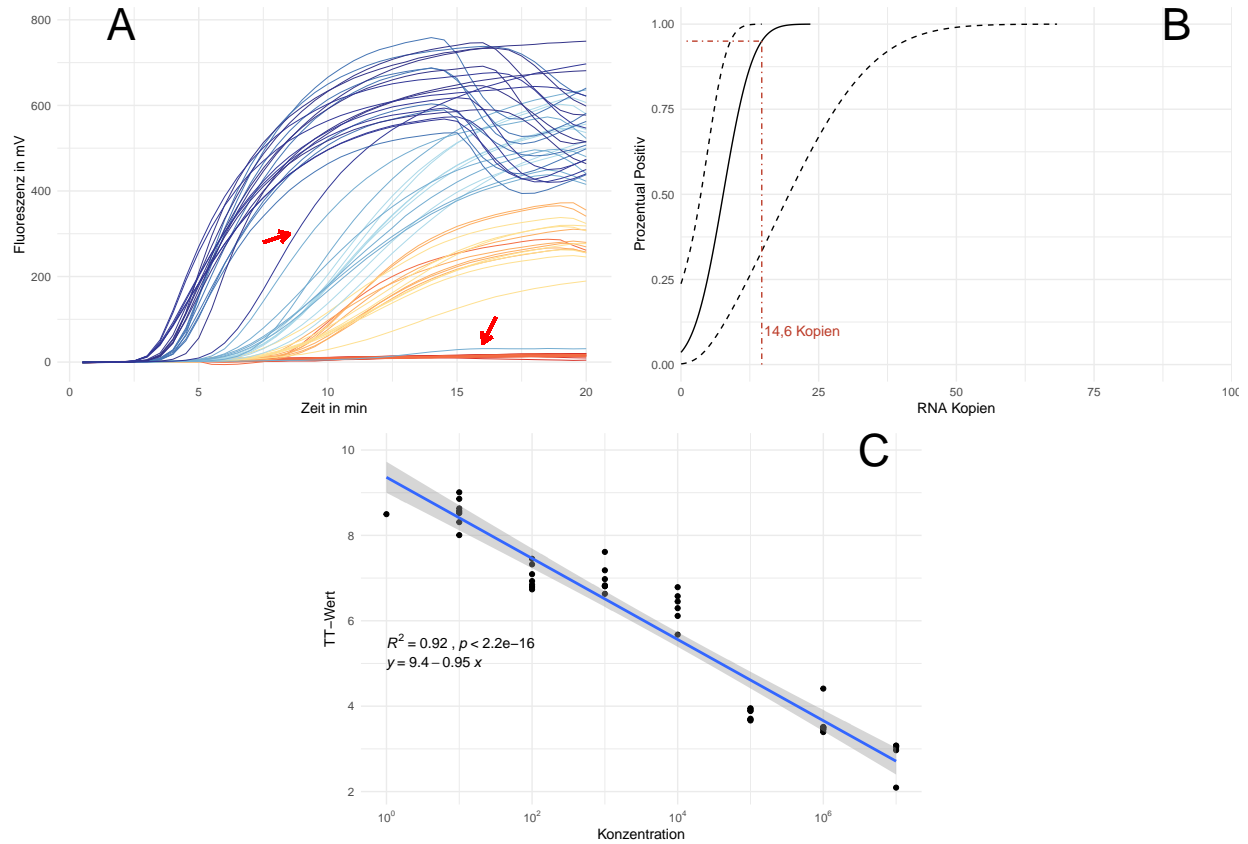 A
800
600
400
200
0
Fluoreszenz in mV
0 5 10 15 20
Zeit in min
B
1.00
0.75
0.50
0.25
0.00
Prozentual Positiv
14,6 Kopien
0 25 50 75 100
RNA Kopien
C
10
8
6
4
2
TT−Wert
R² = 0.92 , p < 2.2e−16
y = 9.4 − 0.95 x
10⁰ 10² 10⁴ 10⁶
Konzentration